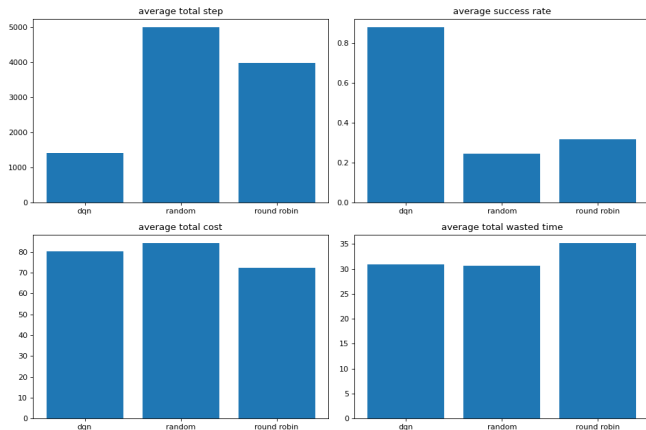 average total step
5000
4000
3000
2000
1000
0
dqn
random
round robin
average success rate
0.8
0.6
0.4
0.2
0.0
dqn
random
round robin
average total cost
80
70
60
50
40
30
20
10
0
dqn
random
round robin
average total wasted time
35
30
25
20
15
10
5
0
dqn
random
round robin